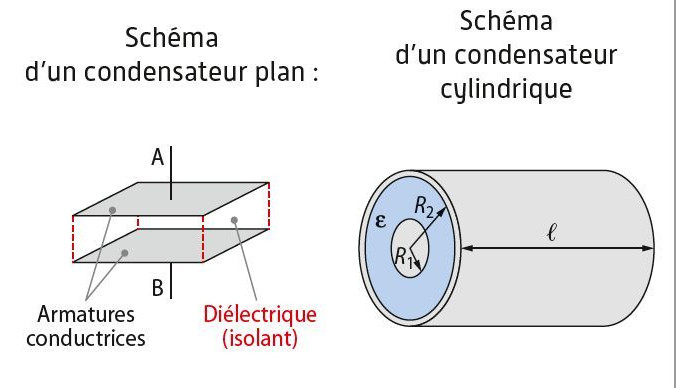 Schéma
d'un condensateur plan :
A
B
Armatures
conductrices
Diélectrique
(isolant)
Schéma
d'un condensateur
cylindrique
ε
R2
R1
ℓ